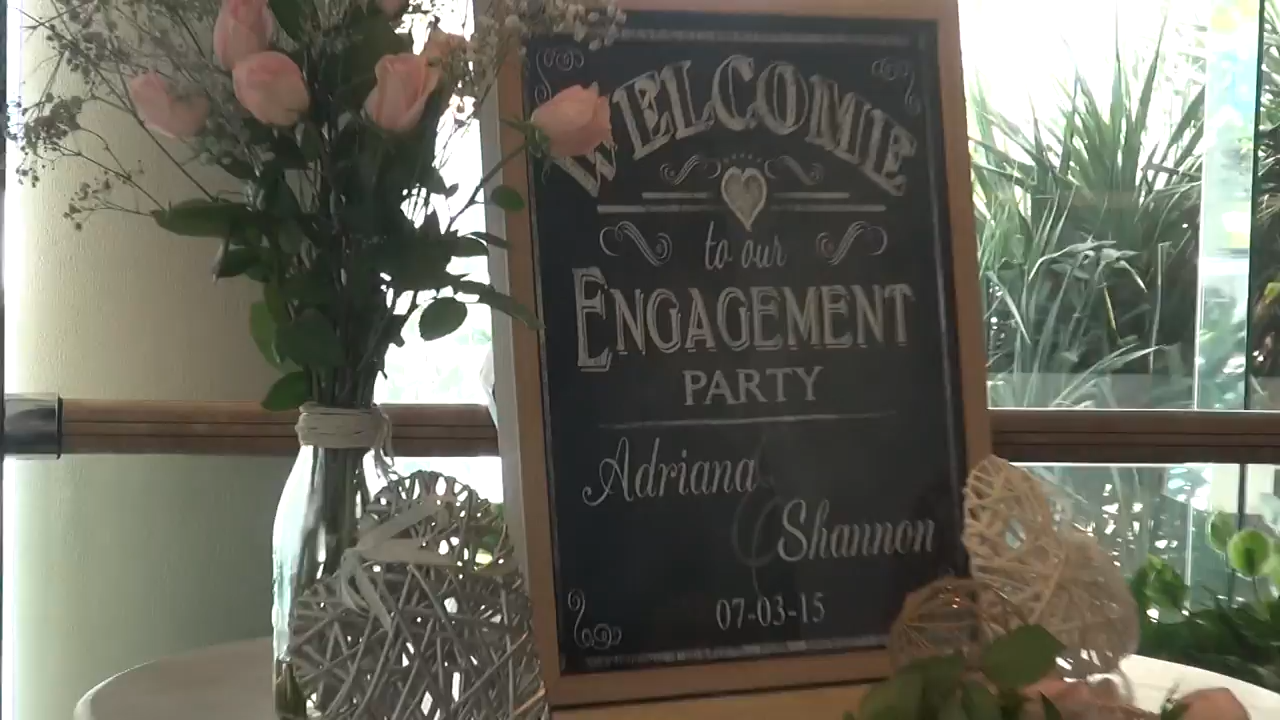 WELCOME
to our
ENGAGEMENT
PARTY
Adriana
&
Shannon
07-03-15